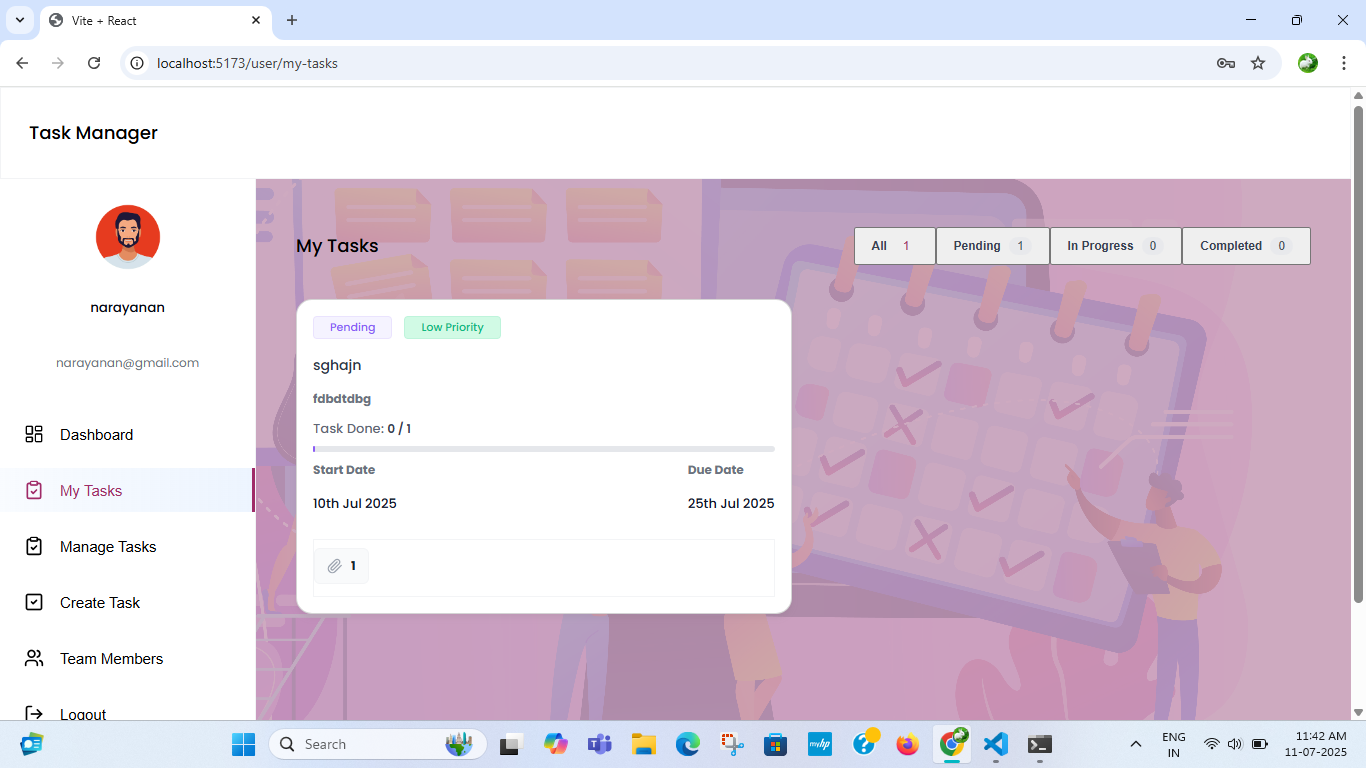 Vite + React
localhost:5173/user/my-tasks
Task Manager
narayanan
narayanan@gmail.com
Dashboard
My Tasks
Manage Tasks
Create Task
Team Members
Logout
My Tasks
All 1 Pending 1 In Progress 0 Completed 0
Pending Low Priority
sghajn
fdbdtdbg
Task Done: 0 / 1
Start Date Due Date
10th Jul 2025 25th Jul 2025
1
Search
myhp
ENG
IN
11:42 AM
11-07-2025